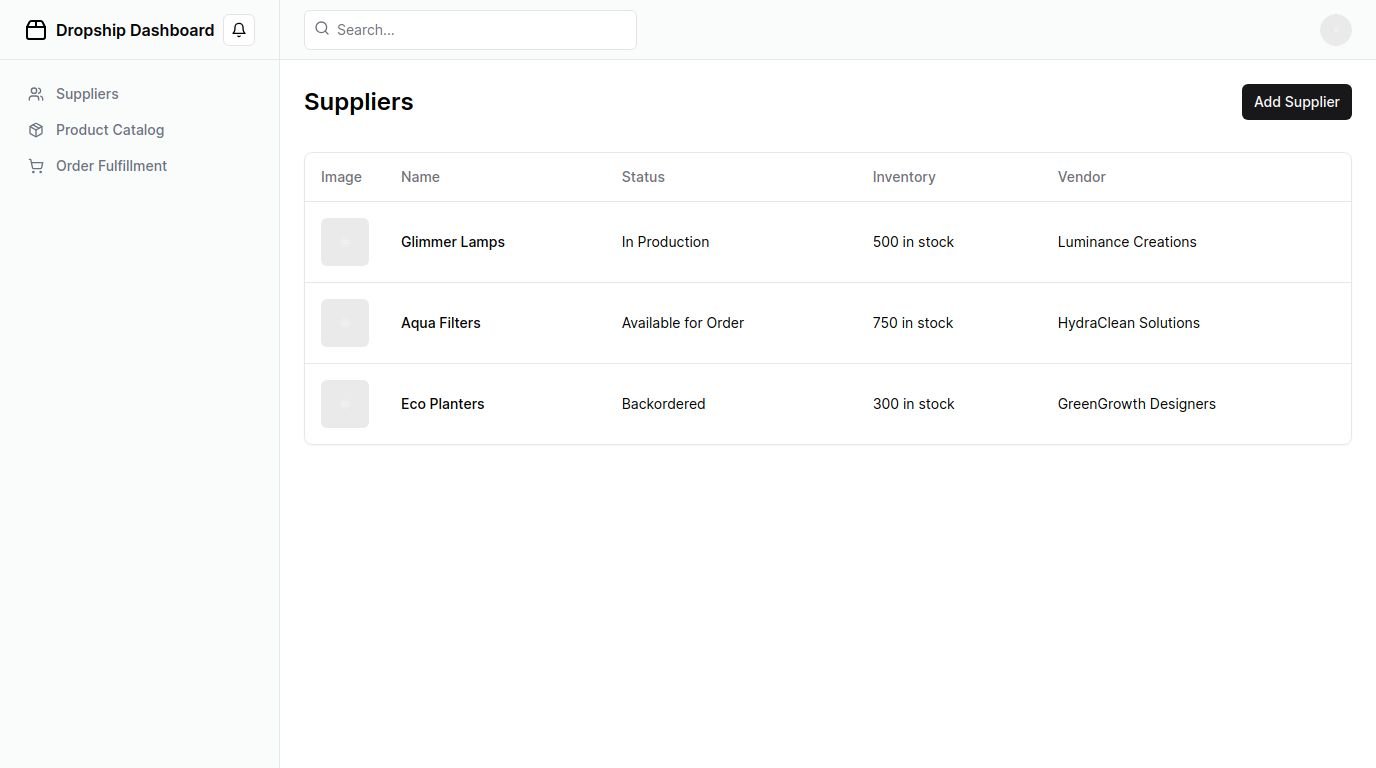 Dropship Dashboard
Search...
Suppliers
Product Catalog
Order Fulfillment
Suppliers
Add Supplier
Image Name Status Inventory Vendor
Glimmer Lamps In Production 500 in stock Luminance Creations
Aqua Filters Available for Order 750 in stock HydraClean Solutions
Eco Planters Backordered 300 in stock GreenGrowth Designers